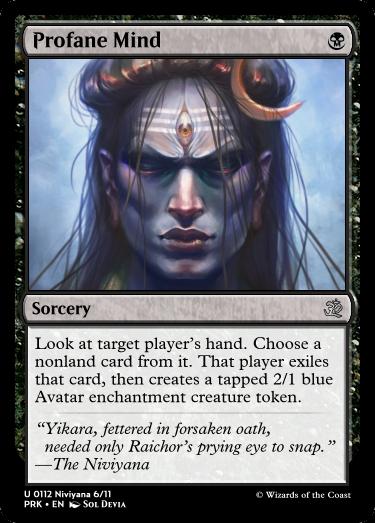 Profane Mind
Sorcery
Look at target player's hand. Choose a
nonland card from it. That player exiles
that card, then creates a tapped 2/1 blue
Avatar enchantment creature token.
“Yikara, fettered in forsaken oath,
needed only Raichor's prying eye to snap.”
—The Niviyana
U 0112 Niviyana 6/11
PRK • EN Sol Devia
© Wizards of the Coast